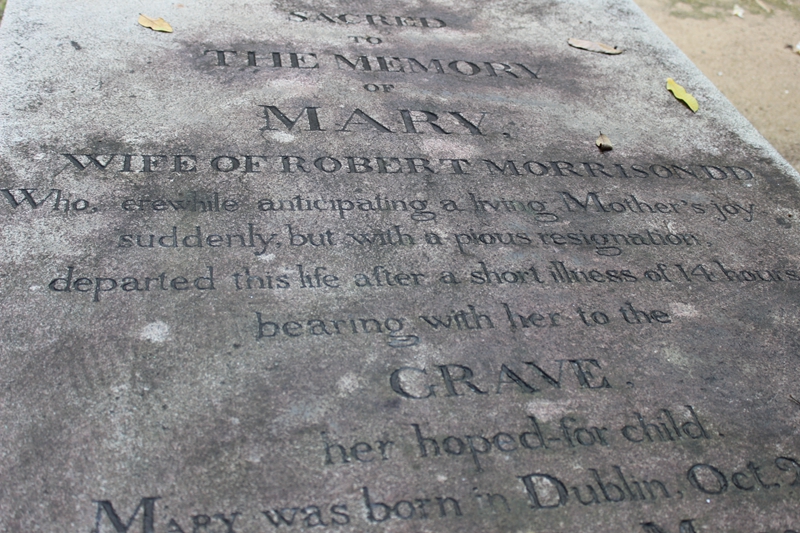 SACRED
TO
THE MEMORY
OF
MARY,
WIFE OF ROBERT MORRISON DD
Who, erewhile anticipating a living Mother's joy
suddenly, but with a pious resignation,
departed this life after a short illness of 14 hours
bearing with her to the
GRAVE.
her hoped-for child.
MARY was born in Dublin, Oct. 2